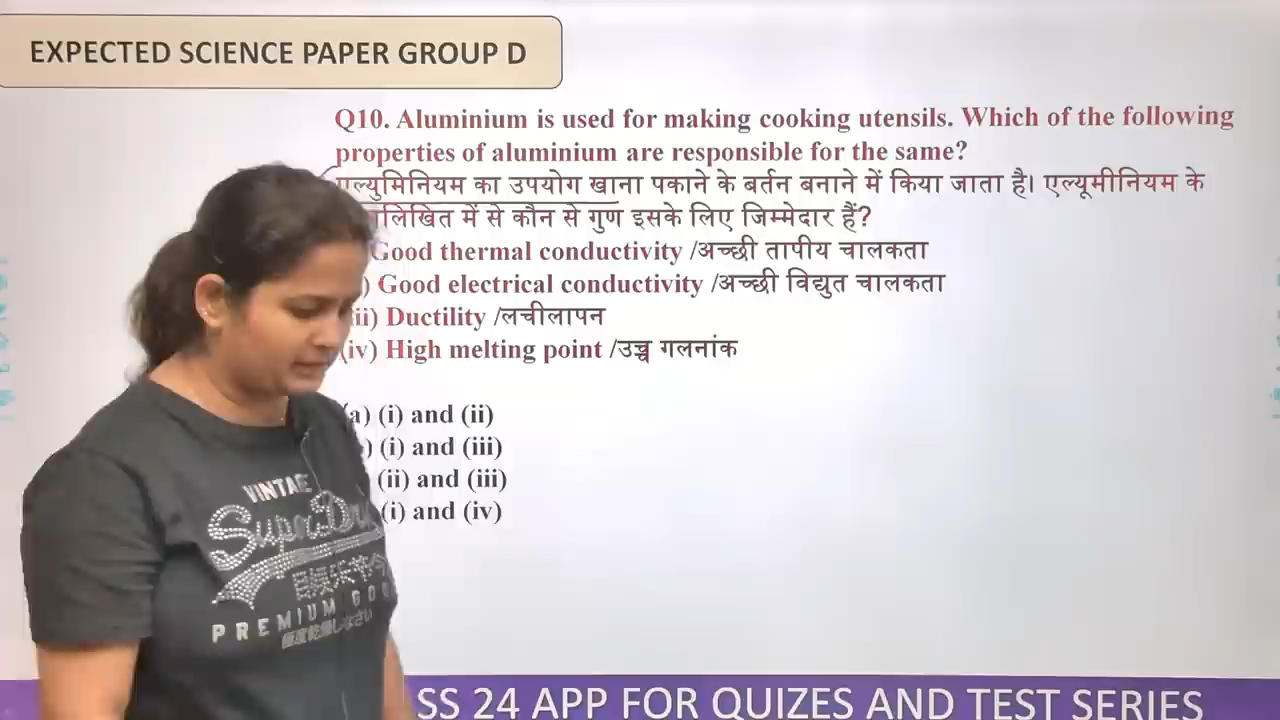 EXPECTED SCIENCE PAPER GROUP D
Q10. Aluminium is used for making cooking utensils. Which of the following
properties of aluminium are responsible for the same?
एल्युमिनियम का उपयोग खाना पकाने के बर्तन बनाने में किया जाता है। एल्यूमीनियम के
में से कौन से गुण इसके लिए जिम्मेदार हैं?
Good thermal conductivity /अच्छी तापीय चालकता
Good electrical conductivity /अच्छी विद्युत चालकता
Ductility /लचीलापन
(iv) High melting point /उच्च गलनांक
(a) (i) and (ii)
(i) and (iii)
(ii) and (iii)
(i) and (iv)
VINTAGE
PREMIUM
SS 24 APP FOR QUIZES AND TEST SERIES